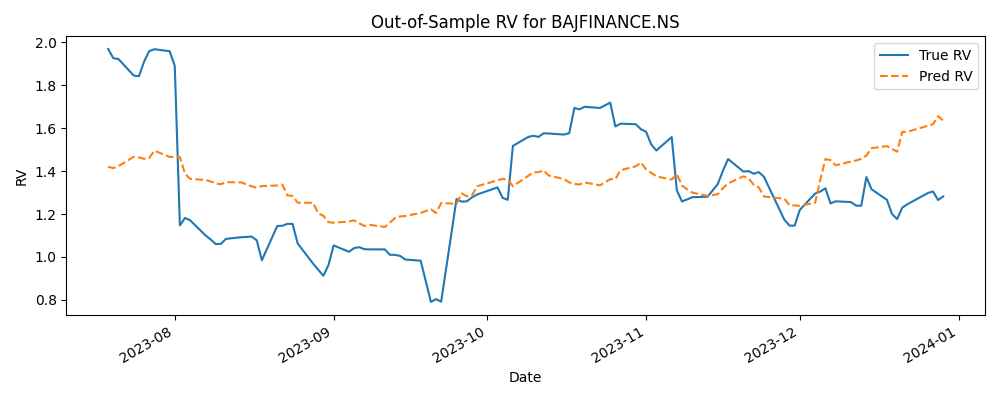 Out-of-Sample RV for BAJFINANCE.NS
True RV
Pred RV
RV
2.0
1.8
1.6
1.4
1.2
1.0
0.8
2023-08
2023-09
2023-10
2023-11
2023-12
2024-01
Date